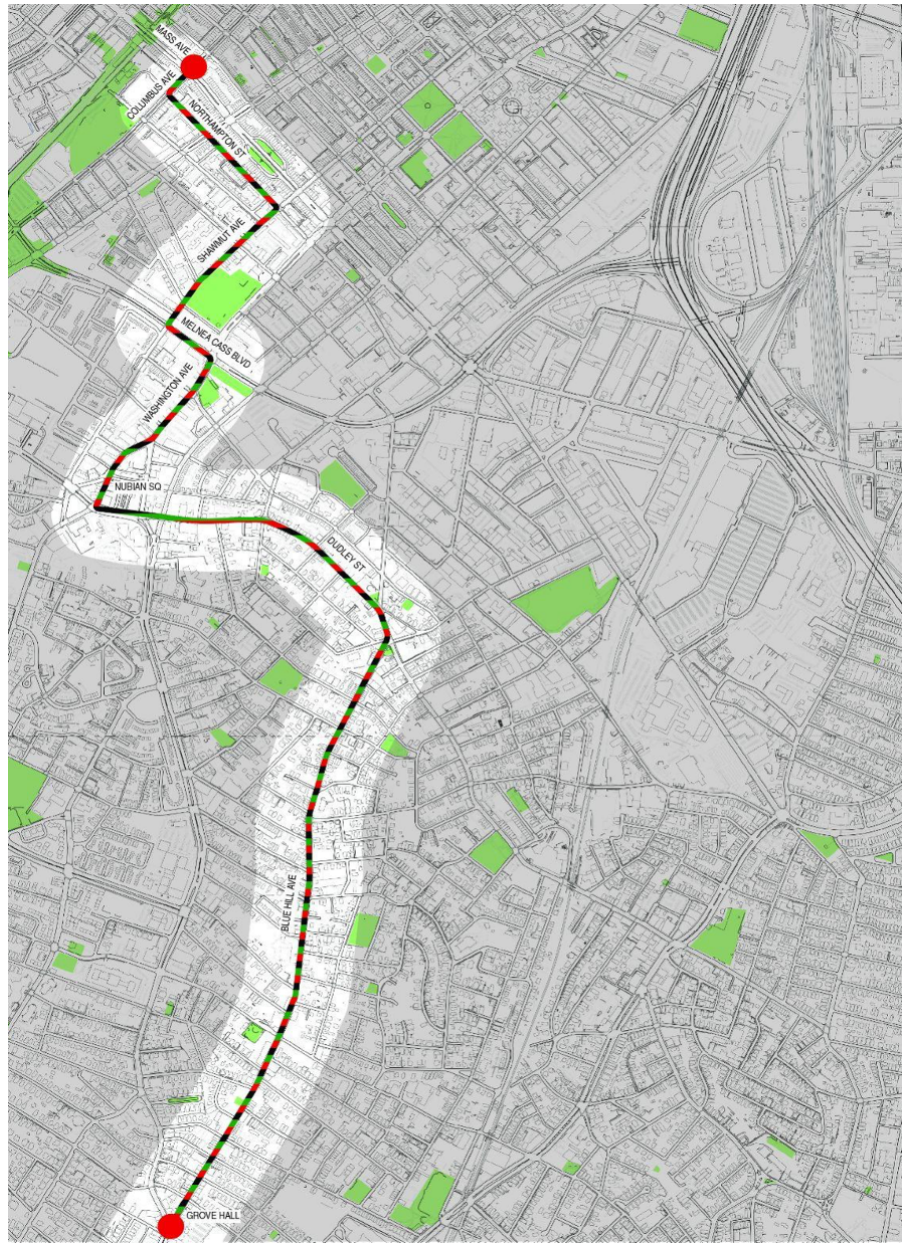 MASS AVE
COLUMBUS AVE
NORTHAMPTON ST
SHAWMUT AVE
MELNEA CASS BLVD
WASHINGTON AVE
NUBIAN SQ
DUDLEY ST
BLUE HILL AVE
GROVE HALL